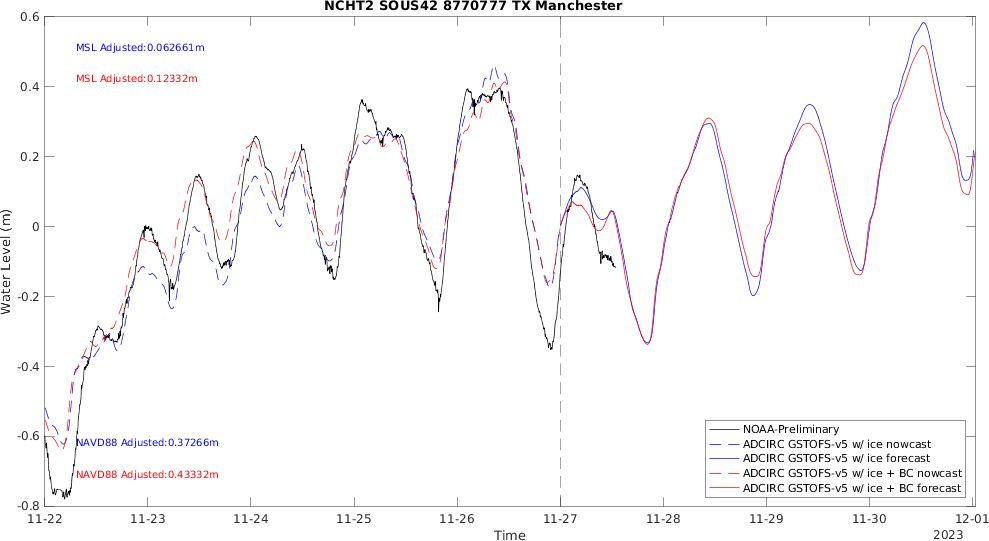 NCHT2 SOUS42 8770777 TX Manchester
0.6
MSL Adjusted:0.062661m
MSL Adjusted:0.12332m
0.4
0.2
0
-0.2
-0.4
-0.6
-0.8
Water Level (m)
NAVD88 Adjusted:0.37266m
NAVD88 Adjusted:0.43332m
NOAA-Preliminary
ADCIRC GSTOFS-v5 w/ ice nowcast
ADCIRC GSTOFS-v5 w/ ice forecast
ADCIRC GSTOFS-v5 w/ ice + BC nowcast
ADCIRC GSTOFS-v5 w/ ice + BC forecast
11-22 11-23 11-24 11-25 11-26 11-27 11-28 11-29 11-30 12-01
Time
2023